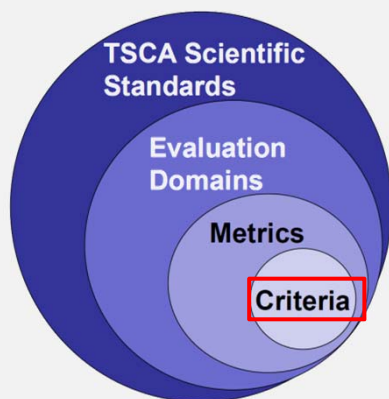 TSCA Scientific
Standards
Evaluation
Domains
Metrics
Criteria